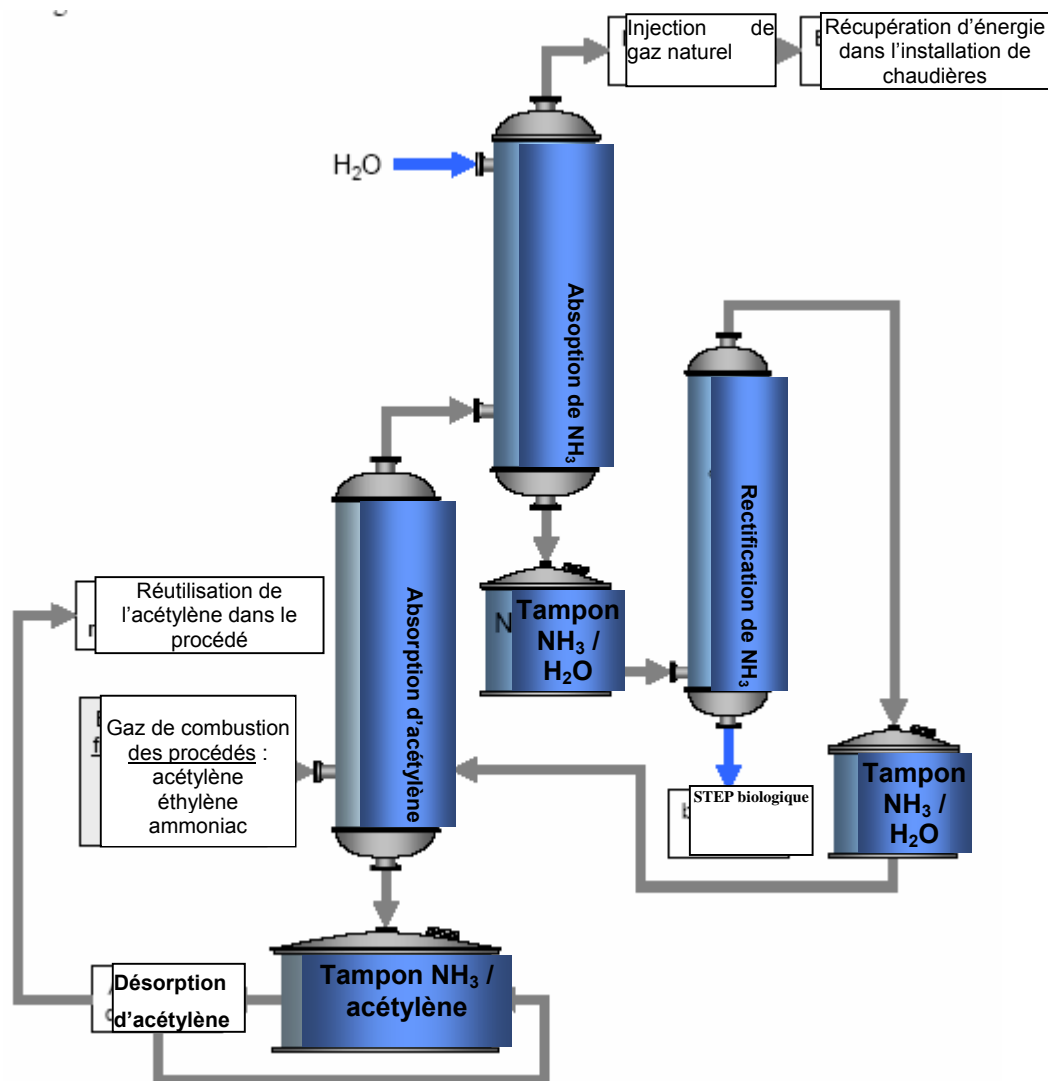 Injection de
gaz naturel
Récupération d'énergie
dans l'installation de
chaudières
H₂O
Absoption de NH₃
Rectification de NH₃
Absorption d'acétylène
Réutilisation de
l'acétylène dans le
procédé
Tampon
NH₃ /
H₂O
Gaz de combustion
des procédés :
acétylène
éthylène
ammoniac
STEP biologique
Tampon
NH₃ /
H₂O
Tampon NH₃ /
acétylène
Désorption
d'acétylène